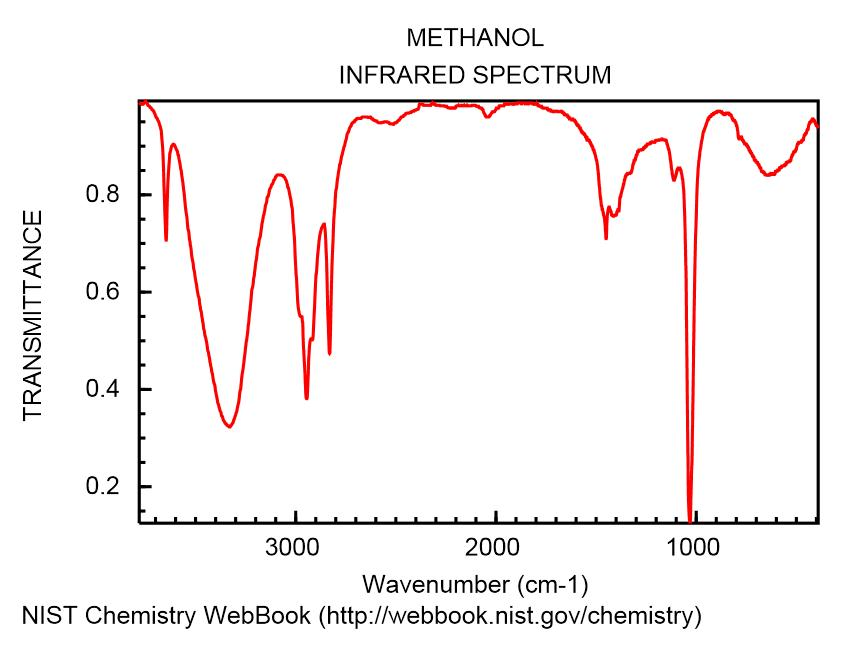 METHANOL
INFRARED SPECTRUM
TRANSMITTANCE
0.8
0.6
0.4
0.2
3000 2000 1000
Wavenumber (cm-1)
NIST Chemistry WebBook (http://webbook.nist.gov/chemistry)